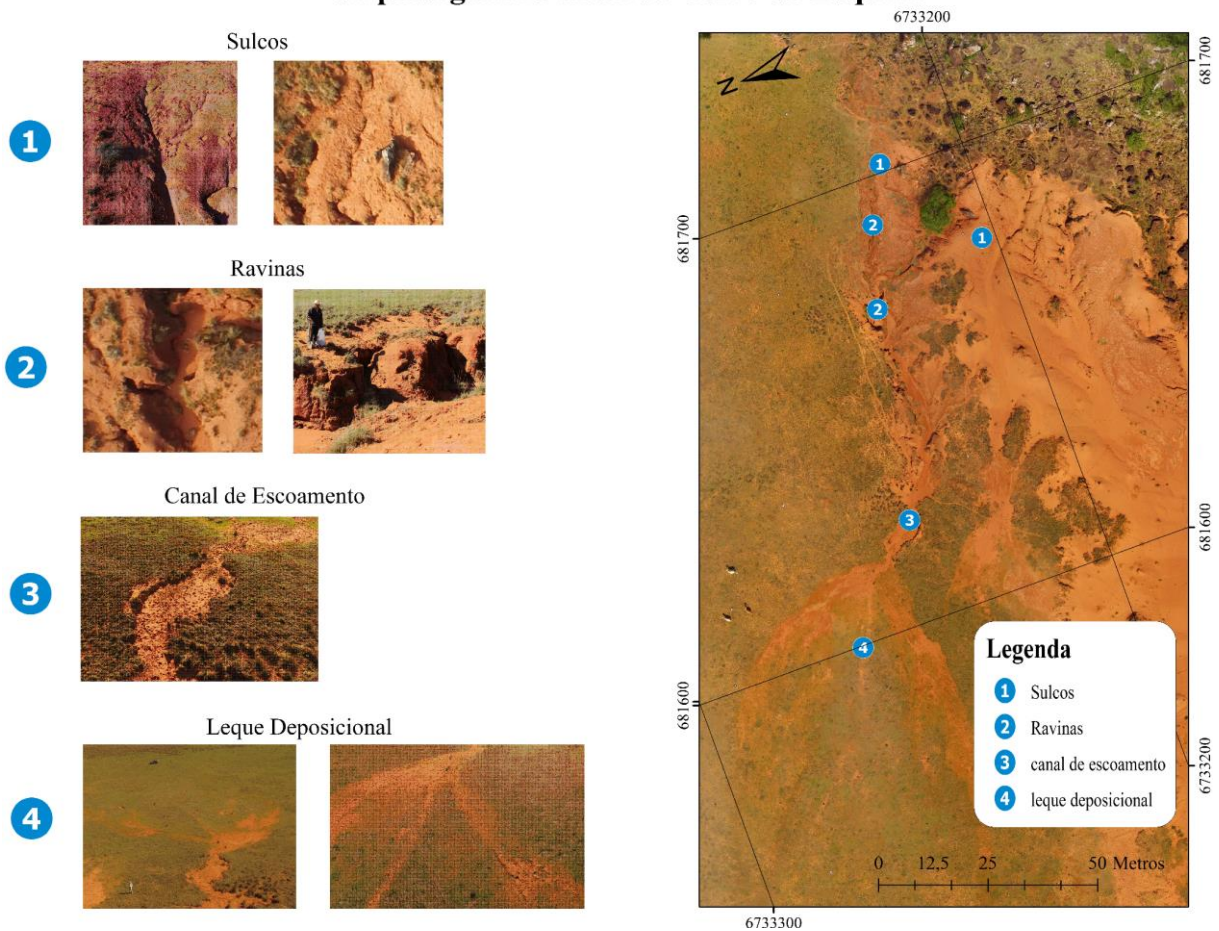 Sulcos
1
Ravinas
2
Canal de Escoamento
3
Leque Deposicional
4
6733200
681700
N
1
681700
2
1
2
3
681600
4
681600
Legenda
1 Sulcos
2 Ravinas
3 canal de escoamento
4 leque deposicional
6733200
0 12,5 25 50 Metros
6733300